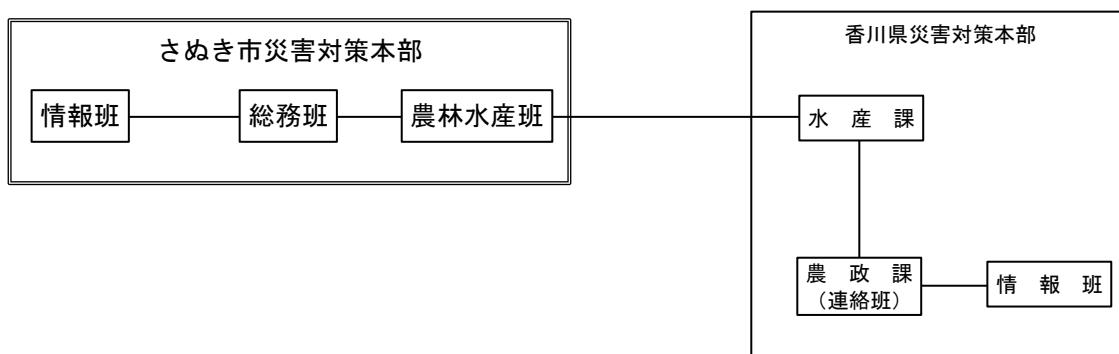 さぬき市災害対策本部
情報班
総務班
農林水産班
香川県災害対策本部
水 産 課
農 政 課
（連絡班）
情 報 班